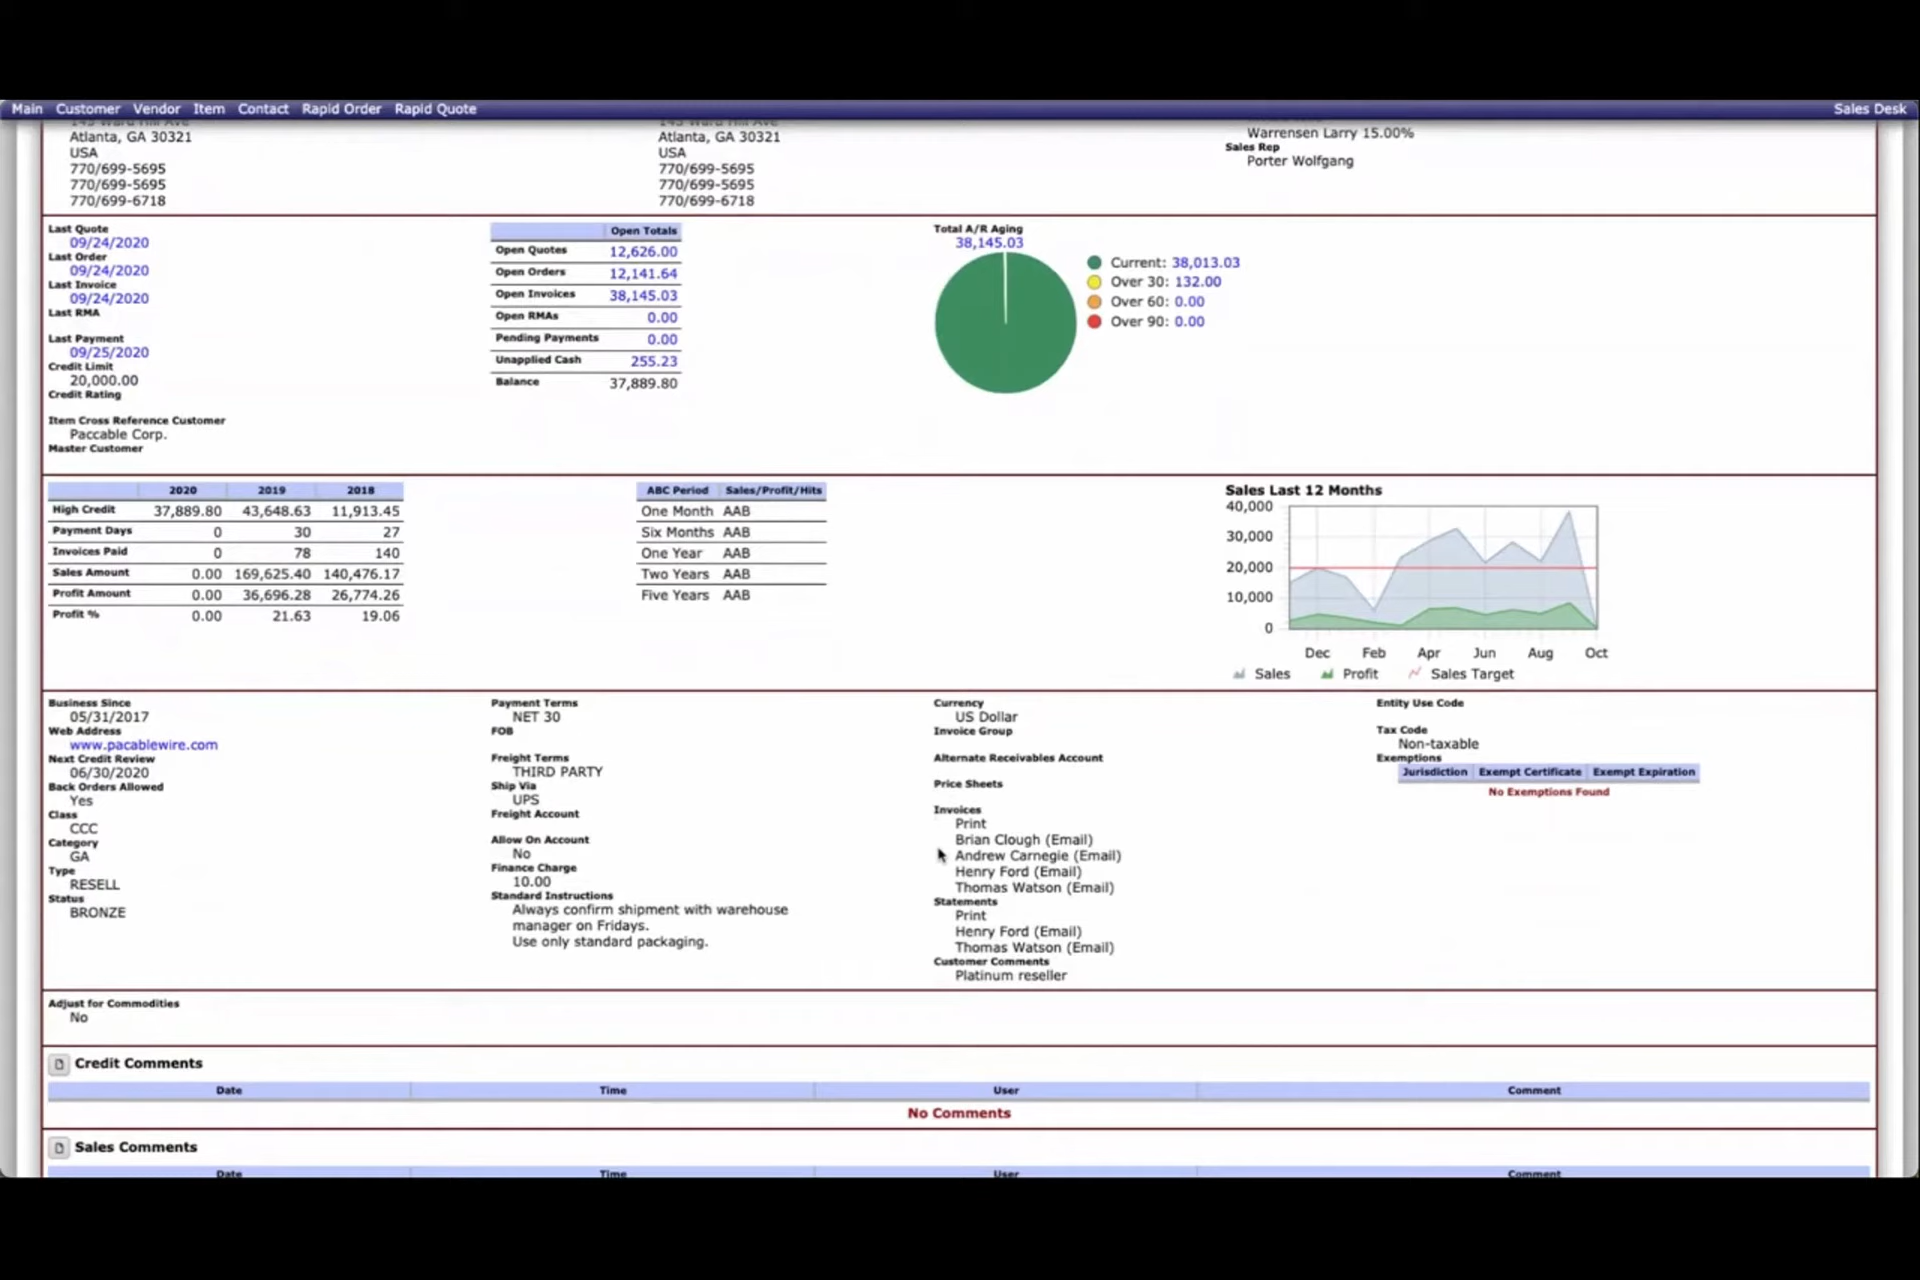 Main Customer Vendor Item Contact Rapid Order Rapid Quote Sales Desk
Atlanta, GA 30321
USA
770/699-5695
770/699-5695
770/699-6718
Atlanta, GA 30321
USA
770/699-5695
770/699-5695
770/699-6718
Warrensen Larry 15.00%
Sales Rep
Porter Wolfgang
Last Quote
09/24/2020
Last Order
09/24/2020
Last Invoice
09/24/2020
Last RMA
Last Payment
09/25/2020
Credit Limit
20,000.00
Credit Rating
Item Cross Reference Customer
Paccable Corp.
Master Customer
Open Totals
Open Quotes 12,626.00
Open Orders 12,141.64
Open Invoices 38,145.03
Open RMAs 0.00
Pending Payments 0.00
Unapplied Cash 255.23
Balance 37,889.80
Total A/R Aging
38,145.03
Current: 38,013.03
Over 30: 132.00
Over 60: 0.00
Over 90: 0.00
2020 2019 2018
High Credit 37,889.80 43,648.63 11,913.45
Payment Days 0 30 27
Invoices Paid 0 78 140
Sales Amount 0.00 169,625.40 140,476.17
Profit Amount 0.00 36,696.28 26,774.26
Profit % 0.00 21.63 19.06
ABC Period Sales/Profit/Hits
One Month AAB
Six Months AAB
One Year AAB
Two Years AAB
Five Years AAB
Sales Last 12 Months
40,000
30,000
20,000
10,000
0
Dec Feb Apr Jun Aug Oct
Sales Profit Sales Target
Business Since
05/31/2017
Web Address
www.pacablewire.com
Next Credit Review
06/30/2020
Back Orders Allowed
Yes
Class
CCC
Category
GA
Type
RESELL
Status
BRONZE
Payment Terms
NET 30
FOB
Freight Terms
THIRD PARTY
Ship Via
UPS
Freight Account
Allow On Account
No
Finance Charge
10.00
Standard Instructions
Always confirm shipment with warehouse
manager on Fridays.
Use only standard packaging.
Currency
US Dollar
Invoice Group
Alternate Receivables Account
Price Sheets
Invoices
Print
Brian Clough (Email)
Andrew Carnegie (Email)
Henry Ford (Email)
Thomas Watson (Email)
Statements
Print
Henry Ford (Email)
Thomas Watson (Email)
Customer Comments
Platinum reseller
Entity Use Code
Tax Code
Non-taxable
Exemptions
Jurisdiction Exempt Certificate Exempt Expiration
No Exemptions Found
Adjust for Commodities
No
Credit Comments
Date Time User Comment
No Comments
Sales Comments
Date Time User Comment